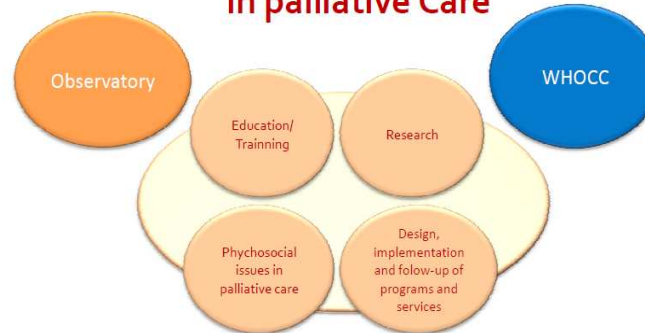 in palliative Care
Observatory
WHOCC
Education/
Trainning
Research
Phychosocial
issues in
palliative care
Design,
implementation
and folow-up of
programs and
services